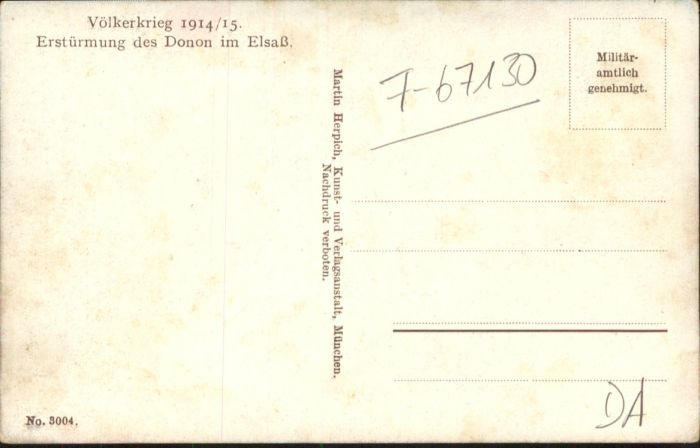 Völkerkrieg 1914/15.
Erstürmung des Donon im Elsaß.
Martin Herpich, Kunst- und Verlagsanstalt, München.
Nachdruck verboten.
7-67130
Militär-
amtlich
genehmigt.
No. 3004.
DA